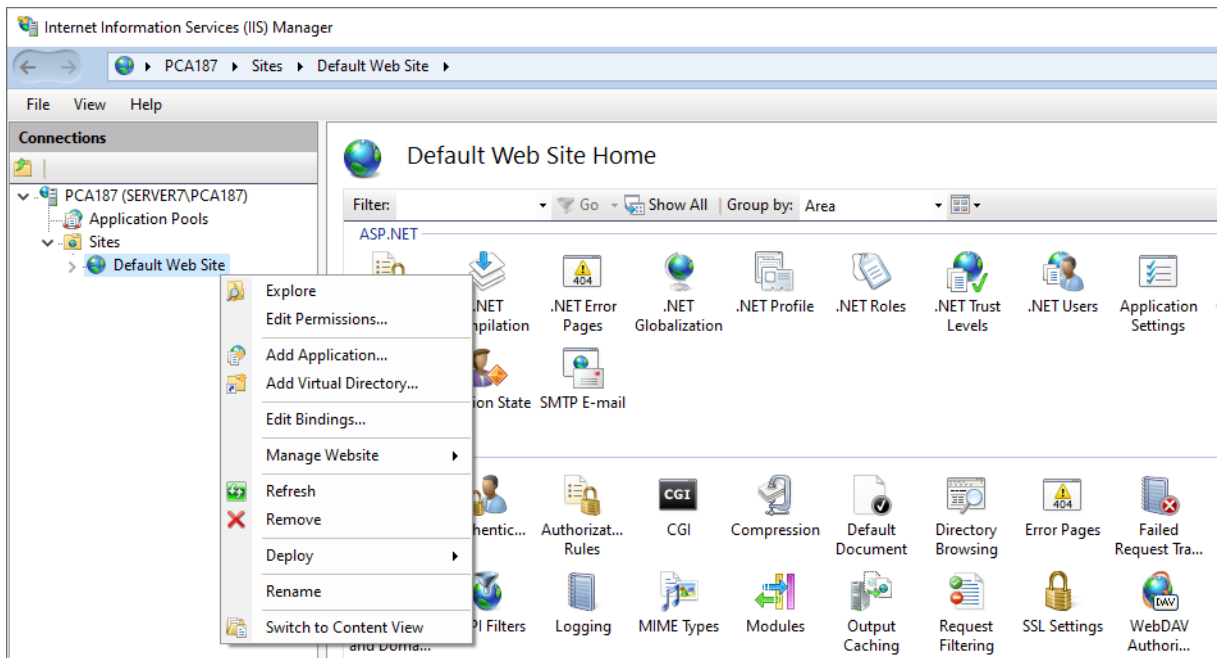 Internet Information Services (IIS) Manager
PCA187 Sites Default Web Site
File View Help
Connections
PCA187 (SERVER7\PCA187)
Application Pools
Sites
Default Web Site
Explore
Edit Permissions...
Add Application...
Add Virtual Directory...
Edit Bindings...
Manage Website
Refresh
Remove
Deploy
Rename
Switch to Content View
Default Web Site Home
Filter: Go Show All Group by: Area
ASP.NET
404
.NET .NET Error .NET .NET Profile .NET Roles .NET Trust .NET Users Application
Pages Globalization Levels Settings
SMTP E-mail
State
CGI
404
Authorizat... CGI Compression Default Directory Error Pages Failed
Rules Document Browsing Request Tra...
DAV
Filters Logging MIME Types Modules Output Request SSL Settings WebDAV
Caching Filtering Authori...